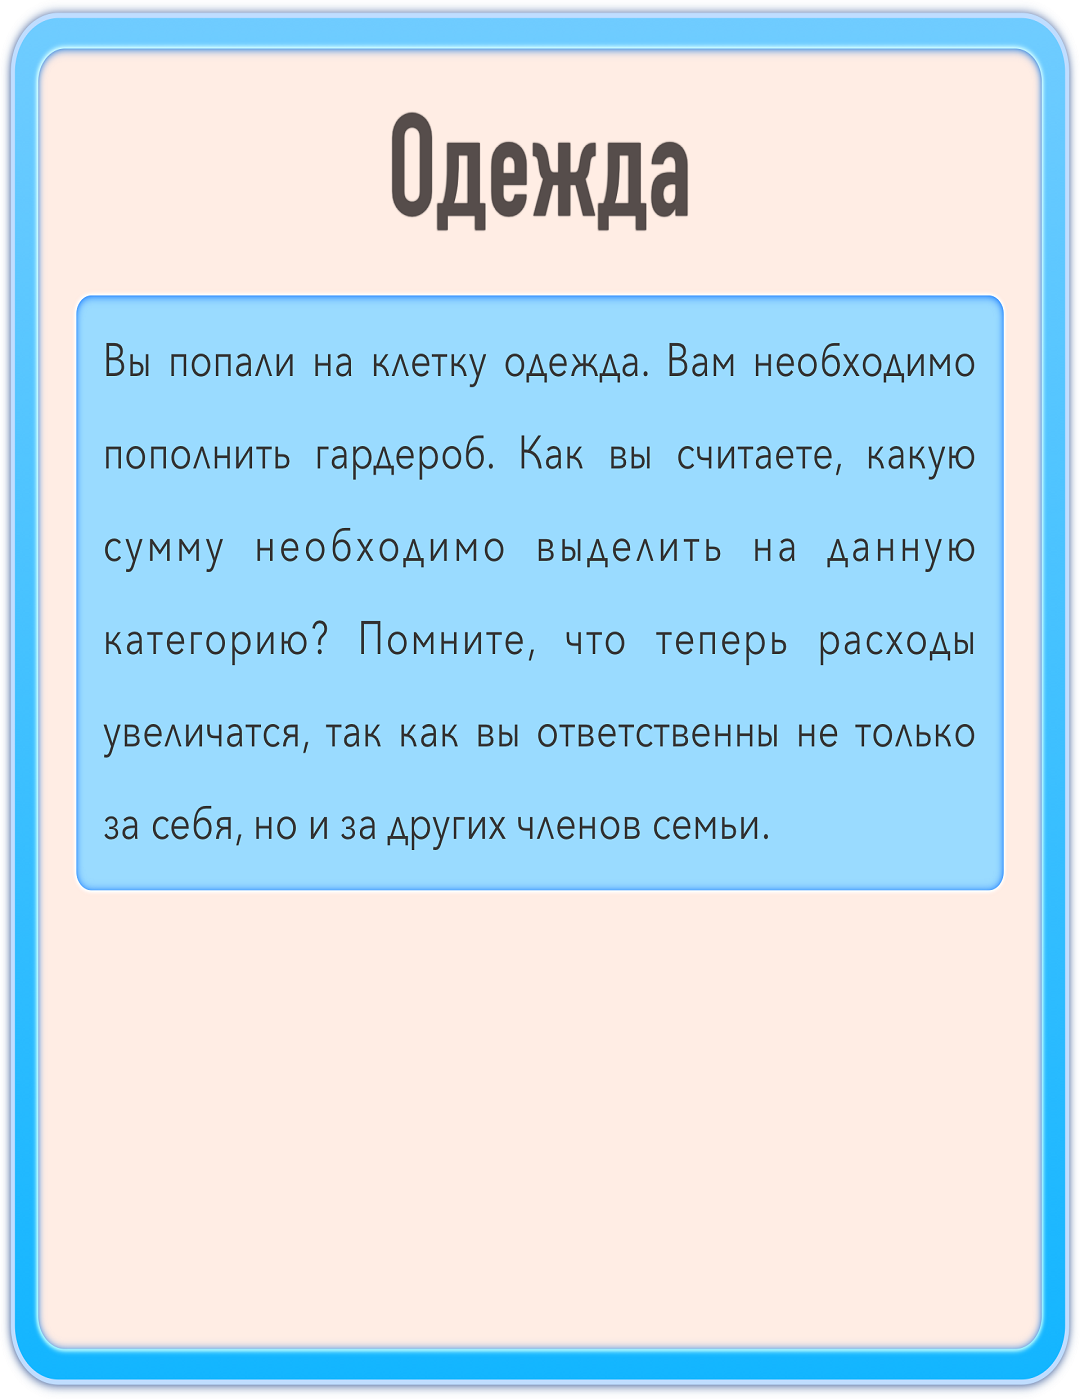 Одежда
Вы попали на клетку одежда. Вам необходимо
пополнить гардероб. Как вы считаете, какую
сумму необходимо выделить на данную
категорию? Помните, что теперь расходы
увеличатся, так как вы ответственны не только
за себя, но и за других членов семьи.